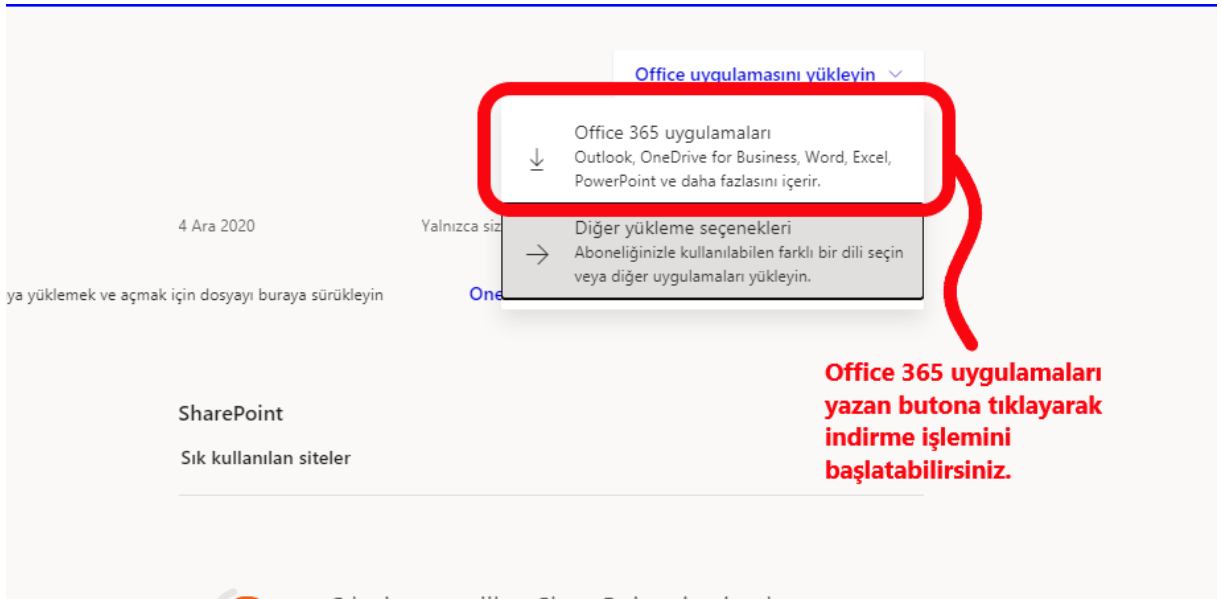 Office uygulamasını yükleyin
Office 365 uygulamaları
Outlook, OneDrive for Business, Word, Excel,
PowerPoint ve daha fazlasını içerir.
4 Ara 2020
Yalnızca siz
Diğer yükleme seçenekleri
Aboneliğinizle kullanılabilen farklı bir dili seçin
veya diğer uygulamaları yükleyin.
ya yüklemek ve açmak için dosyayı buraya sürükleyin
One
Office 365 uygulamaları
yazan butona tıklayarak
indirme işlemini
başlatabilirsiniz.
SharePoint
Sık kullanılan siteler